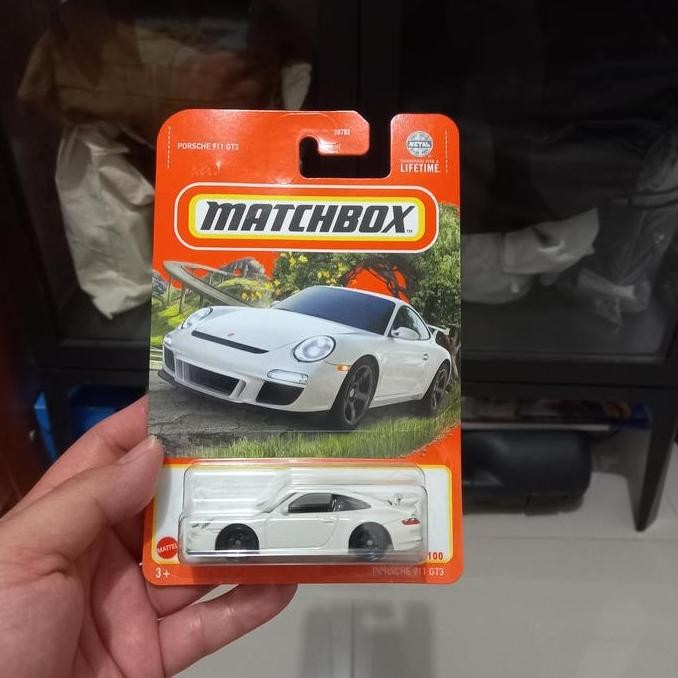 PORSCHE 911 GT3
METAL
LIFETIME
MATCHBOX
MATTEL
/100
3+
PORSCHE 911 GT3